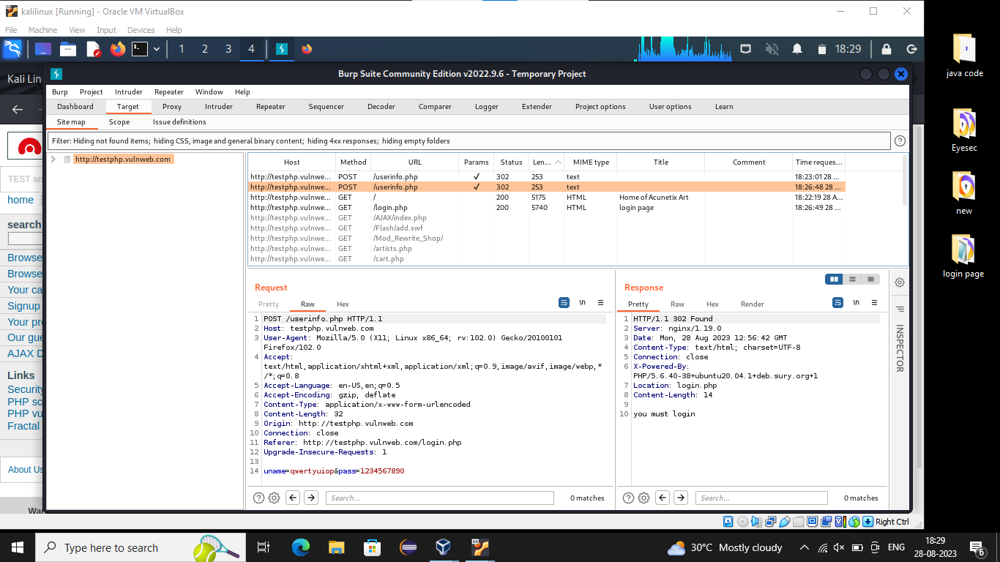 kalilinux [Running] - Oracle VM VirtualBox
File Machine View Input Devices Help
1 2 3 4 18:29
Kali Lin
Burp Suite Community Edition v2022.9.6 - Temporary Project
Burp Project Intruder Repeater Window Help
Dashboard Target Proxy Intruder Repeater Sequencer Decoder Comparer Logger Extender Project options User options Learn
Site map Scope Issue definitions
Filter: Hiding not found items; hiding CSS, image and general binary content; hiding 4xx responses; hiding empty folders
http://testphp.vulnweb.com
Host Method URL Params Status Len... MIME type Title Comment Time reques...
http://testphp.vulnwe... POST /userinfo.php ✓ 302 253 text 18:23:01 28 ...
http://testphp.vulnwe... POST /userinfo.php ✓ 302 253 text 18:26:48 28 ...
http://testphp.vulnwe... GET / 200 5175 HTML Home of Acunetix Art 18:22:19 28 A...
http://testphp.vulnwe... GET /login.php 200 5740 HTML login page 18:26:49 28 ...
http://testphp.vulnwe... GET /AJAX/index.php
http://testphp.vulnwe... GET /Flash/add.swf
http://testphp.vulnwe... GET /Mod_Rewrite_Shop/
http://testphp.vulnwe... GET /artists.php
http://testphp.vulnwe... GET /cart.php
TEST an
home
search
Browse
Browse
Your ca
Signup
Your pro
Our gue
AJAX D
Links
Security
PHP sc
PHP vu
Fractal
About Us
War
Request
Pretty Raw Hex \n
1 POST /userinfo.php HTTP/1.1
2 Host: testphp.vulnweb.com
3 User-Agent: Mozilla/5.0 (X11; Linux x86_64; rv:102.0) Gecko/20100101
Firefox/102.0
4 Accept:
text/html,application/xhtml+xml,application/xml;q=0.9,image/avif,image/webp,*
/*;q=0.8
5 Accept-Language: en-US,en;q=0.5
6 Accept-Encoding: gzip, deflate
7 Content-Type: application/x-www-form-urlencoded
8 Content-Length: 32
9 Origin: http://testphp.vulnweb.com
10 Connection: close
11 Referer: http://testphp.vulnweb.com/login.php
12 Upgrade-Insecure-Requests: 1
13
14 uname=qwertyuiop&pass=1234567890
Search... 0 matches
Response
Pretty Raw Hex Render \n
1 HTTP/1.1 302 Found
2 Server: nginx/1.19.0
3 Date: Mon, 28 Aug 2023 12:56:42 GMT
4 Content-Type: text/html; charset=UTF-8
5 Connection: close
6 X-Powered-By:
PHP/5.6.40-38+ubuntu20.04.1+deb.sury.org+1
7 Location: login.php
8 Content-Length: 14
9
10 you must login
Search... 0 matches
INSPECTOR
Right Ctrl
java code
Eyesec
new
login page
Type here to search
30°C Mostly cloudy
ENG
18:29
28-08-2023
6